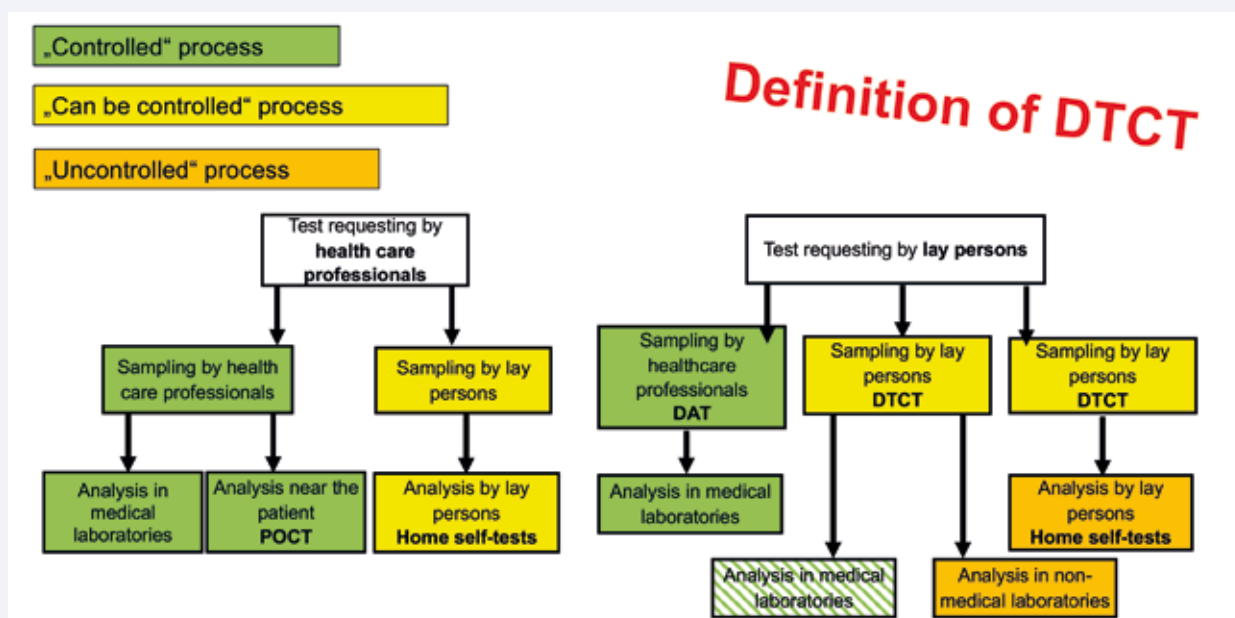 „Controlled“ process
„Can be controlled“ process
„Uncontrolled“ process
Definition of DTCT
Test requesting by
health care
professionals
Test requesting by lay persons
Sampling by health
care professionals
Sampling by lay
persons
Sampling by
healthcare
professionals
DAT
Sampling by lay
persons
DTCT
Sampling by lay
persons
DTCT
Analysis in
medical
laboratories
Analysis near the
patient
POCT
Analysis by lay
persons
Home self-tests
Analysis in medical
laboratories
Analysis by lay
persons
Home self-tests
Analysis in medical
laboratories
Analysis in non-
medical laboratories